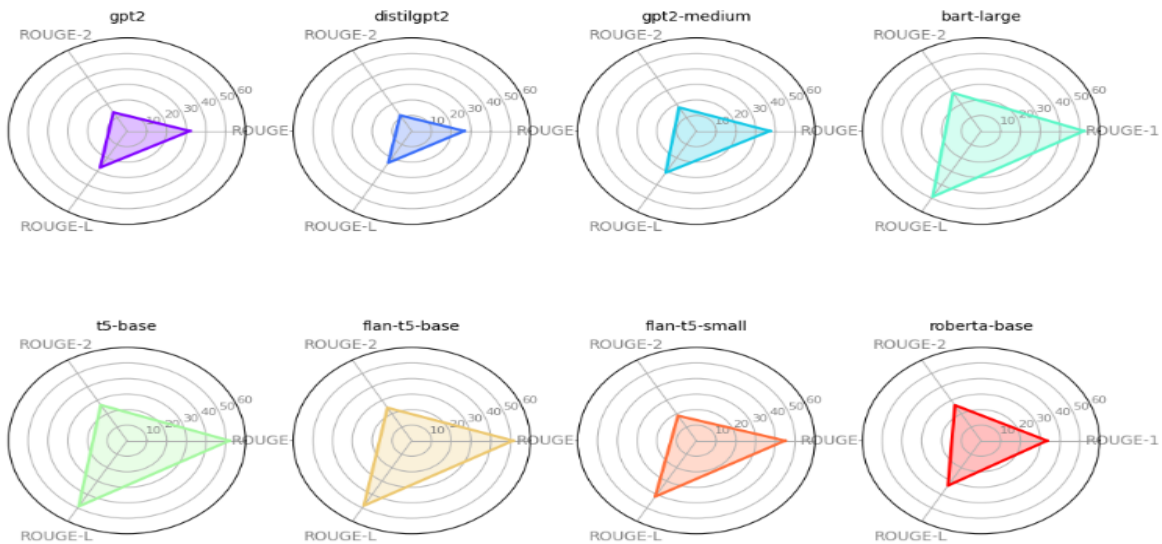 gpt2
ROUGE-2
10 20 30 40 50 60
ROUGE-
ROUGE-L
distilgpt2
ROUGE-2
10 20 30 40 50 60
ROUGE-
ROUGE-L
gpt2-medium
ROUGE-2
10 20 30 40 50 60
ROUGE-
ROUGE-L
bart-large
ROUGE-2
10 20 30 40 50 60
ROUGE-1
ROUGE-L
t5-base
ROUGE-2
10 20 30 40 50 60
ROUGE-
ROUGE-L
flan-t5-base
ROUGE-2
10 20 30 40 50 60
ROUGE-
ROUGE-L
flan-t5-small
ROUGE-2
10 20 30 40 50 60
ROUGE-
ROUGE-L
roberta-base
ROUGE-2
10 20 30 40 50 60
ROUGE-1
ROUGE-L